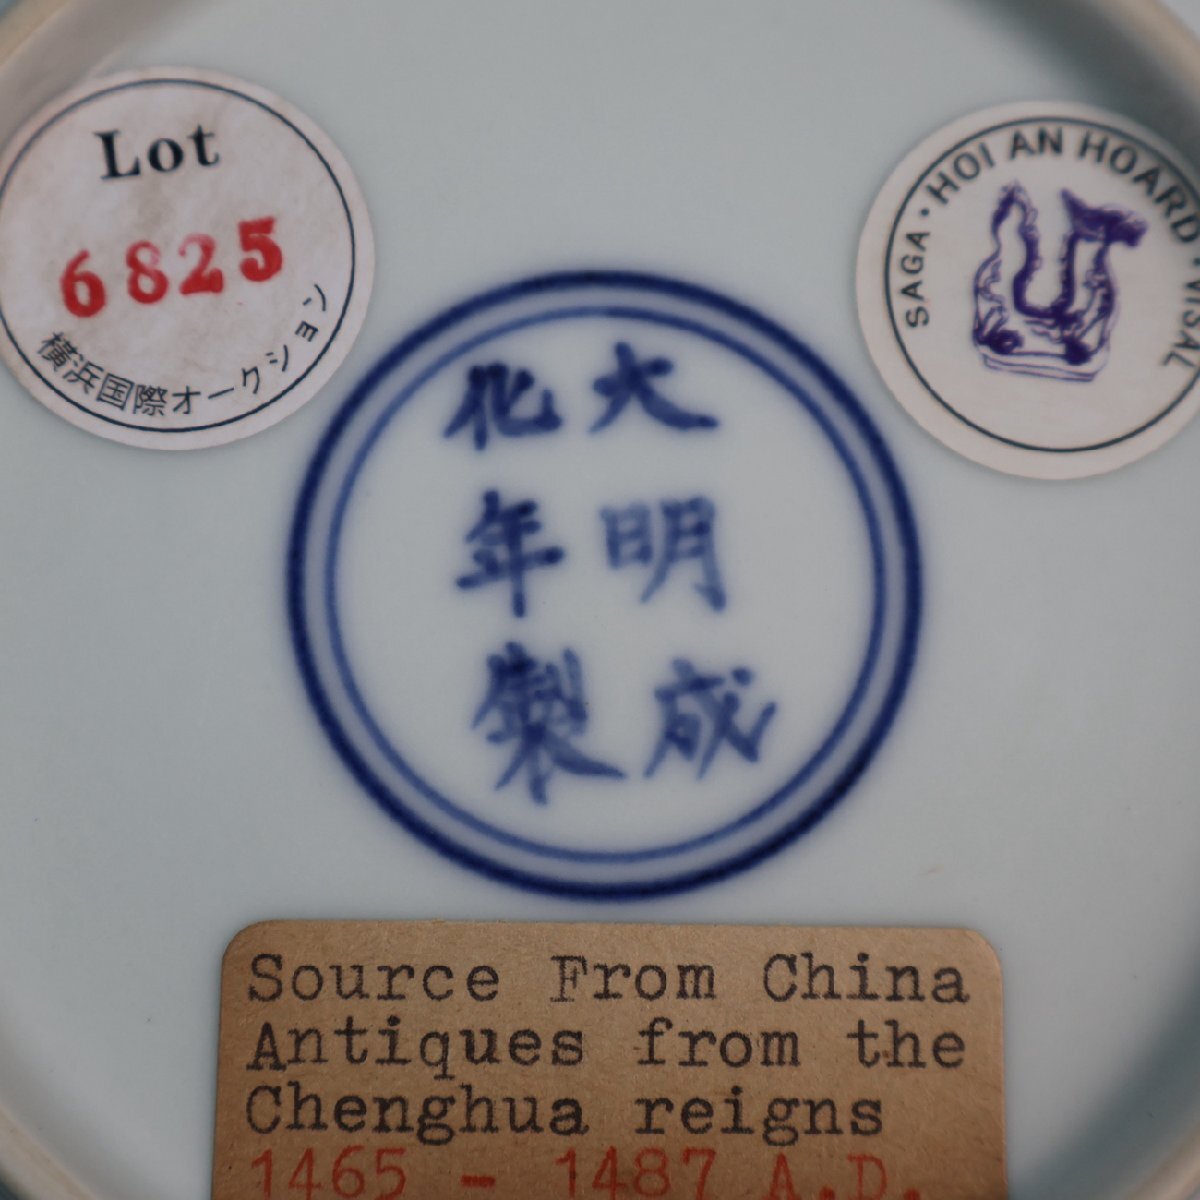 Lot
6825
横浜国際オークション
SAGA · HOI AN HOARD · VISAL
大明成
化年製
Source From China
Antiques from the
Chenghua reigns
1465 - 1487 A.D.